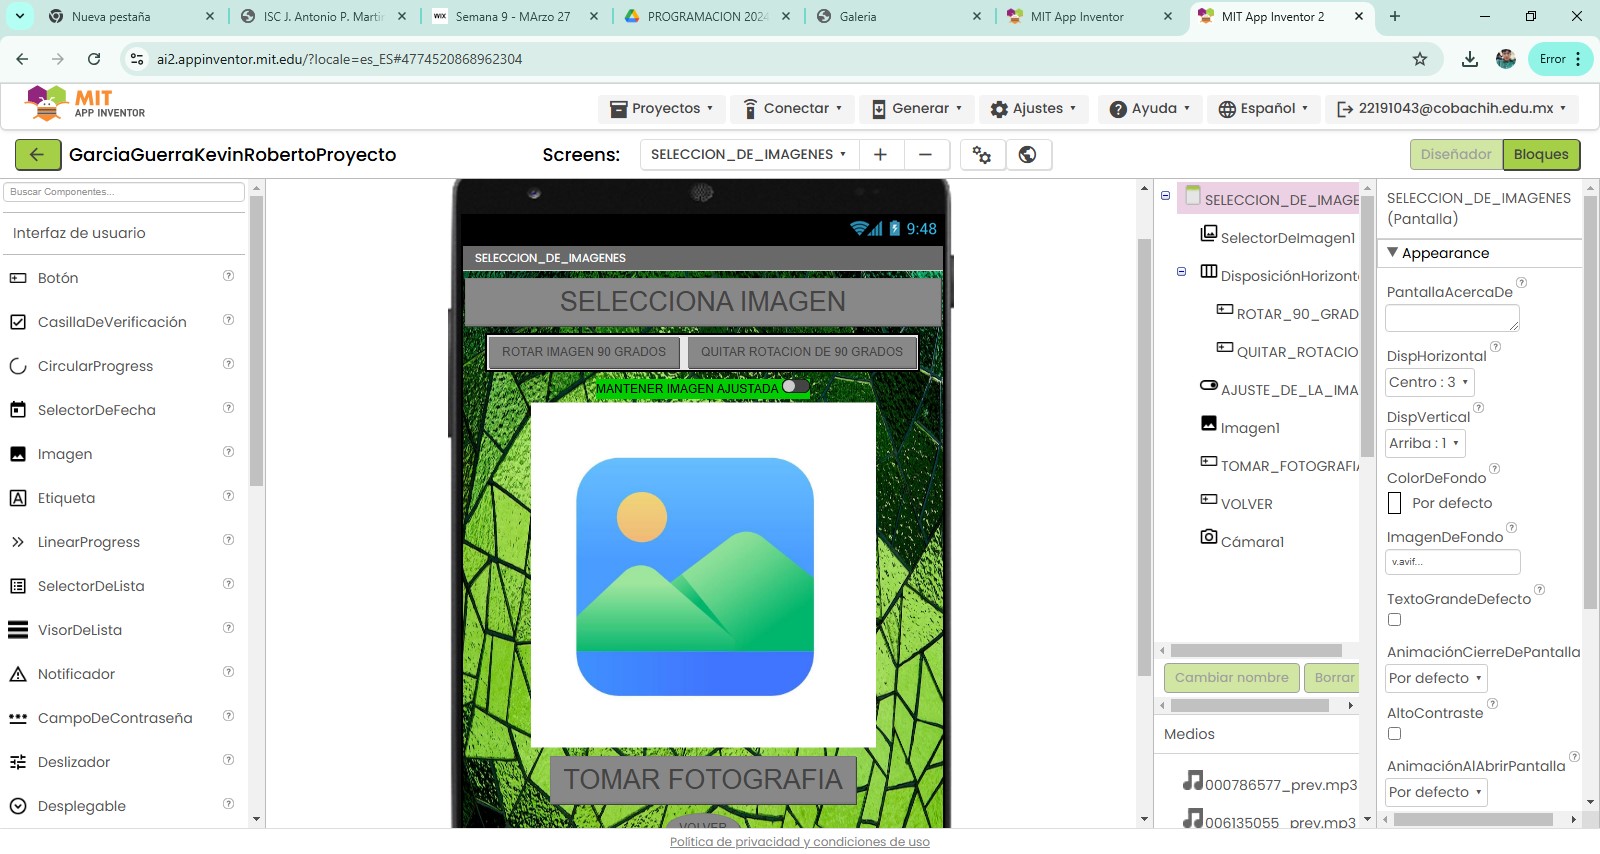 Nueva pestaña
ISC J. Antonio P. Martin
WIX
Semana 9 - MArzo 27
PROGRAMACION 2024
Galeria
MIT App Inventor
MIT App Inventor 2
ai2.appinventor.mit.edu/?locale=es_ES#4774520868962304
Error
MIT
APP INVENTOR
Proyectos
Conectar
Generar
Ajustes
Ayuda
Español
22191043@cobachih.edu.mx
GarciaGuerraKevinRobertoProyecto
Screens:
SELECCION_DE_IMAGENES
Diseñador
Bloques
Buscar Componentes...
Interfaz de usuario
Botón
CasillaDeVerificación
CircularProgress
SelectorDeFecha
Imagen
Etiqueta
LinearProgress
SelectorDeLista
VisorDeLista
Notificador
CampoDeContraseña
Deslizador
Desplegable
9:48
SELECCION_DE_IMAGENES
SELECCIONA IMAGEN
ROTAR IMAGEN 90 GRADOS
QUITAR ROTACION DE 90 GRADOS
MANTENER IMAGEN AJUSTADA
TOMAR FOTOGRAFIA
VOLVER
SELECCION_DE_IMAGE
SelectorDeImagen1
DisposiciónHorizont
ROTAR_90_GRAD
QUITAR_ROTACIO
AJUSTE_DE_LA_IMA
Imagen1
TOMAR_FOTOGRAFIA
VOLVER
Cámara1
Cambiar nombre
Borrar
Medios
000786577_prev.mp3
006135055_prev.mp3
SELECCION_DE_IMAGENES
(Pantalla)
Appearance
PantallaAcercaDe
DispHorizontal
Centro : 3
DispVertical
Arriba : 1
ColorDeFondo
Por defecto
ImagenDeFondo
v.avif...
TextoGrandeDefecto
AnimaciónCierreDePantalla
Por defecto
AltoContraste
AnimaciónAlAbrirPantalla
Por defecto
Política de privacidad y condiciones de uso